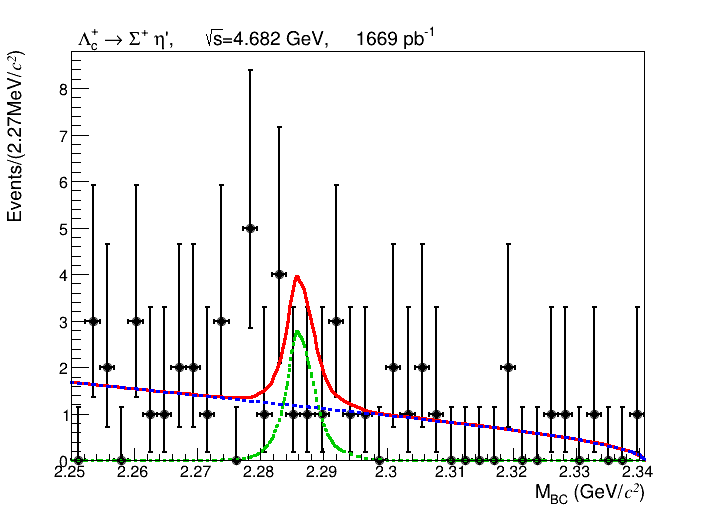 Λc+ → Σ+ η', √s=4.682 GeV, 1669 pb-1
Events/(2.27MeV/c2)
8
7
6
5
4
3
2
1
0
2.25 2.26 2.27 2.28 2.29 2.3 2.31 2.32 2.33 2.34
MBC (GeV/c2)